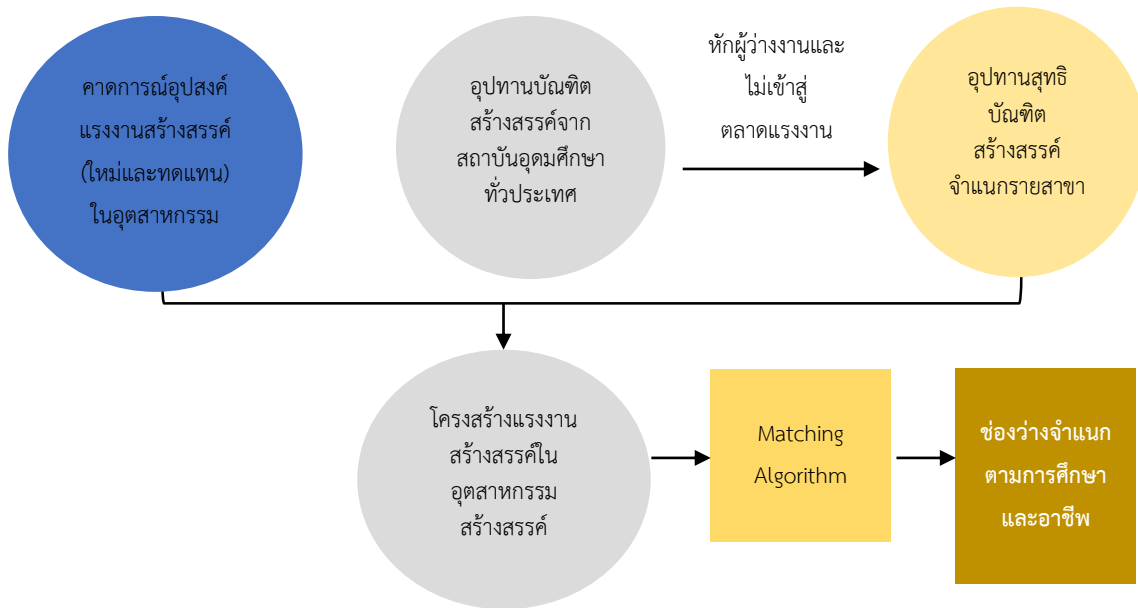 คาดการณ์อุปสงค์
แรงงานสร้างสรรค์
(ใหม่และทดแทน)
ในอุตสาหกรรม
อุปทานบัณฑิต
สร้างสรรค์จาก
สถาบันอุดมศึกษา
ทั่วประเทศ
หักผู้ว่างงานและ
ไม่เข้าสู่
ตลาดแรงงาน
อุปทานสุทธิ
บัณฑิต
สร้างสรรค์
จำแนกรายสาขา
โครงสร้างแรงงาน
สร้างสรรค์ใน
อุตสาหกรรม
สร้างสรรค์
Matching
Algorithm
ช่องว่างจำแนก
ตามการศึกษา
และอาชีพ